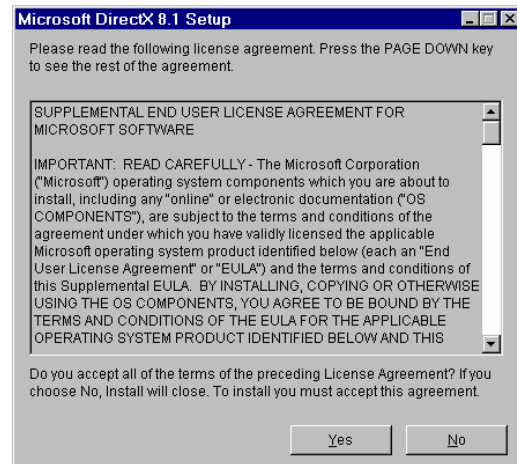 Microsoft DirectX 8.1 Setup
Please read the following license agreement. Press the PAGE DOWN key
to see the rest of the agreement.
SUPPLEMENTAL END USER LICENSE AGREEMENT FOR
MICROSOFT SOFTWARE
IMPORTANT: READ CAREFULLY - The Microsoft Corporation
("Microsoft") operating system components which you are about to
install, including any "online" or electronic documentation ("OS
COMPONENTS"), are subject to the terms and conditions of the
agreement under which you have validly licensed the applicable
Microsoft operating system product identified below (each an "End
User License Agreement" or "EULA") and the terms and conditions of
this Supplemental EULA. BY INSTALLING, COPYING OR OTHERWISE
USING THE OS COMPONENTS, YOU AGREE TO BE BOUND BY THE
TERMS AND CONDITIONS OF THE EULA FOR THE APPLICABLE
OPERATING SYSTEM PRODUCT IDENTIFIED BELOW AND THIS
Do you accept all of the terms of the preceding License Agreement? If you
choose No, Install will close. To install you must accept this agreement.
Yes No